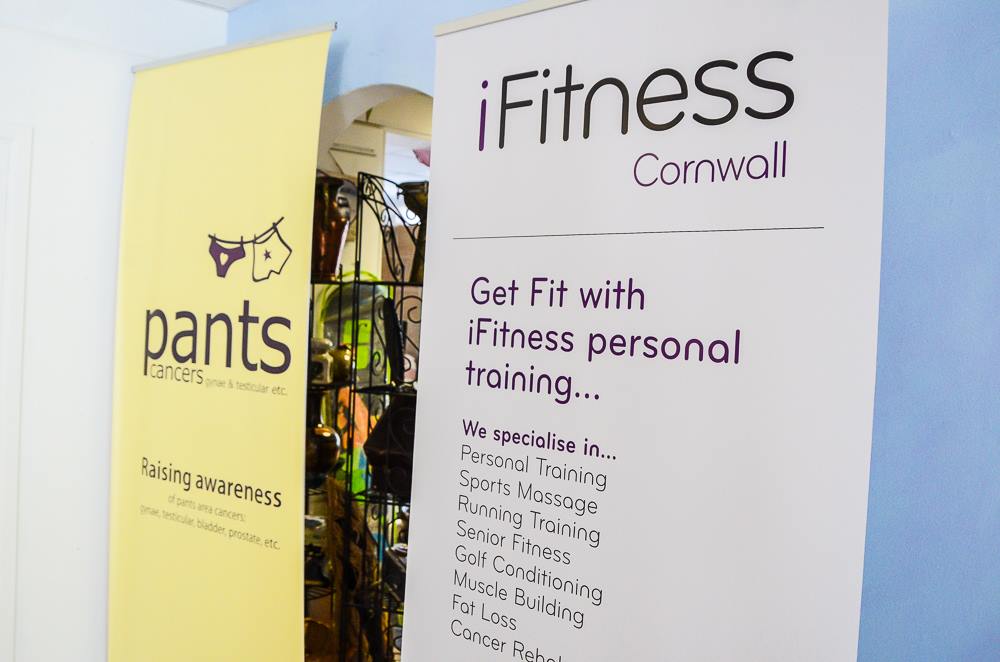 pants
cancers gynae & testicular etc.
Raising awareness
of pants area cancers:
gynae, testicular, bladder, prostate, etc.
iFitness
Cornwall
Get Fit with
iFitness personal
training...
We specialise in...
Personal Training
Sports Massage
Running Training
Senior Fitness
Golf Conditioning
Muscle Building
Fat Loss
Cancer